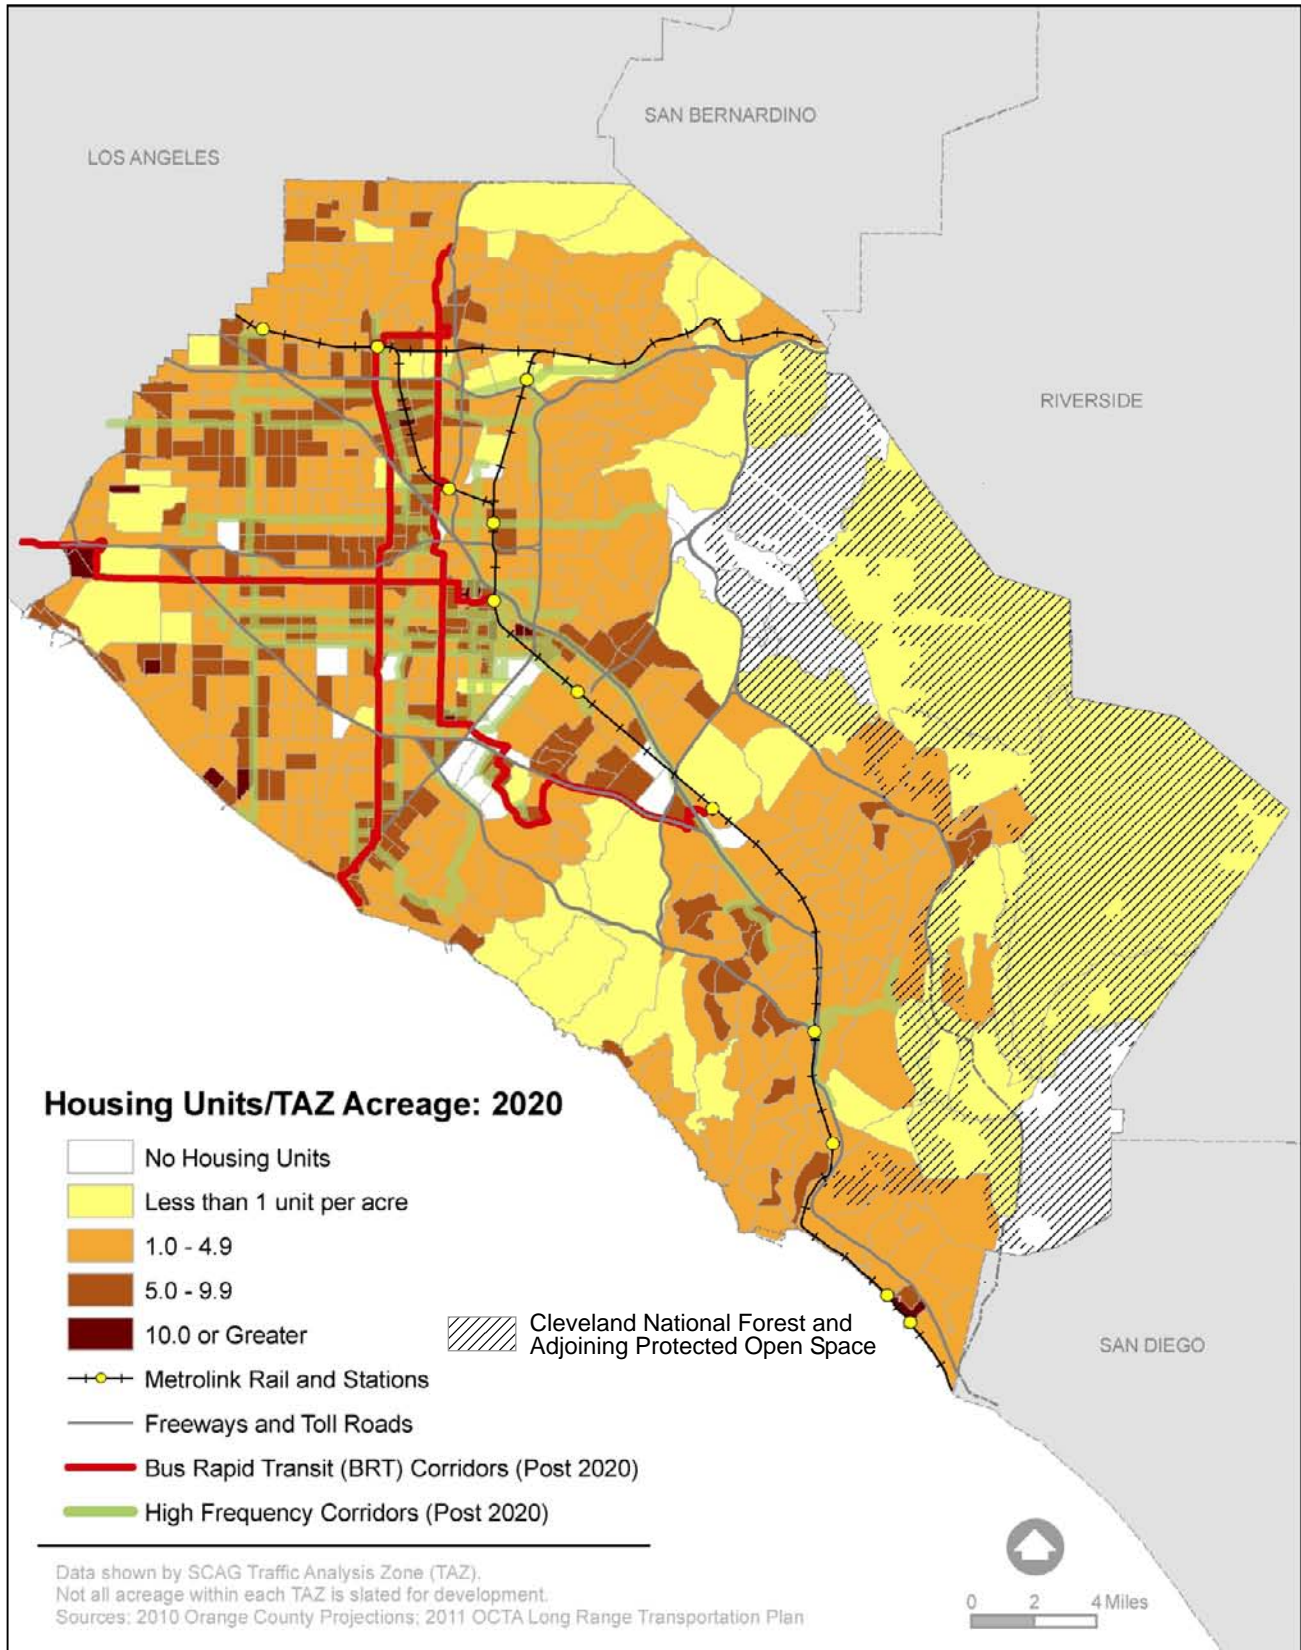 SAN BERNARDINO
LOS ANGELES
RIVERSIDE
Housing Units/TAZ Acreage: 2020
No Housing Units
Less than 1 unit per acre
1.0 - 4.9
5.0 - 9.9
10.0 or Greater
Cleveland National Forest and
Adjoining Protected Open Space
SAN DIEGO
Metrolink Rail and Stations
Freeways and Toll Roads
Bus Rapid Transit (BRT) Corridors (Post 2020)
High Frequency Corridors (Post 2020)
Data shown by SCAG Traffic Analysis Zone (TAZ).
Not all acreage within each TAZ is slated for development.
Sources: 2010 Orange County Projections; 2011 OCTA Long Range Transportation Plan
0 2 4 Miles